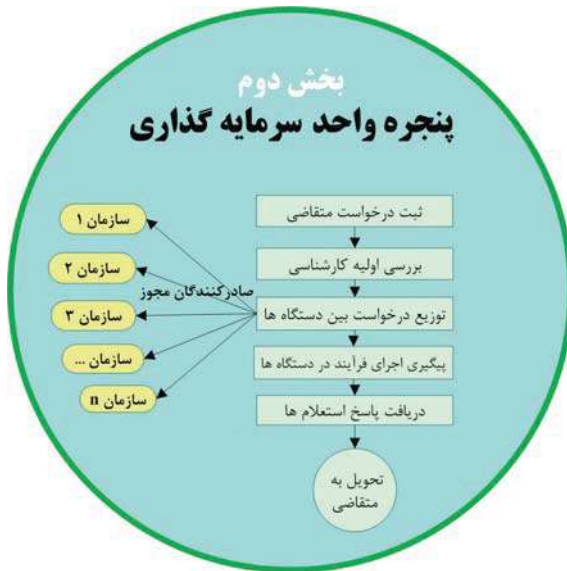 بخش دوم
پنجره واحد سرمایه گذاری
ثبت درخواست متقاضی
بررسی اولیه کارشناسی
توزیع درخواست بین دستگاه ها
پیگیری اجرای فرآیند در دستگاه ها
دریافت پاسخ استعلام ها
تحویل به
متقاضی
صادرکنندگان مجوز
سازمان ۱
سازمان ۲
سازمان ۳
سازمان ...
سازمان n